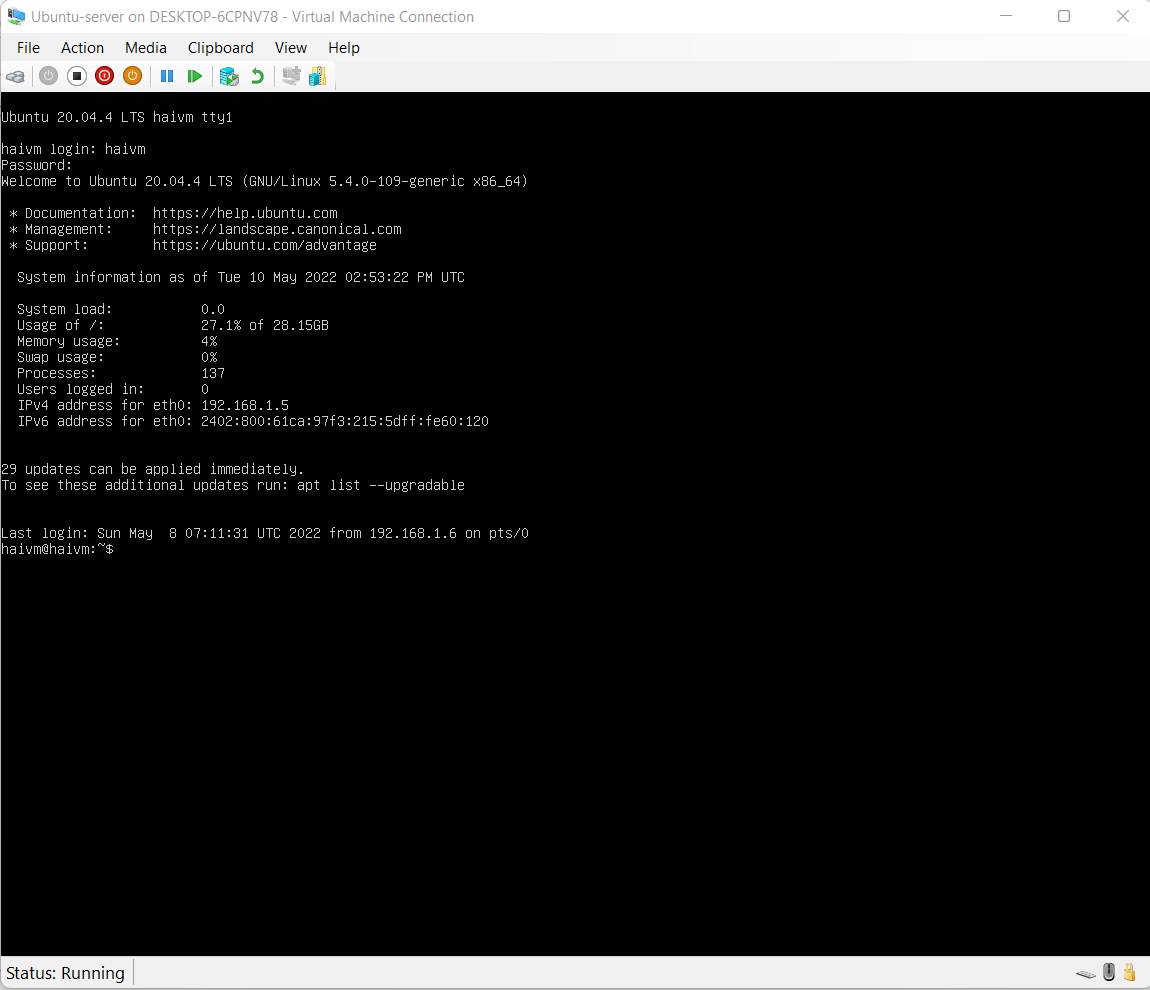 Ubuntu-server on DESKTOP-6CPNV78 - Virtual Machine Connection
File Action Media Clipboard View Help
Ubuntu 20.04.4 LTS haivm tty1
haivm login: haivm
Password:
Welcome to Ubuntu 20.04.4 LTS (GNU/Linux 5.4.0-109-generic x86_64)
* Documentation: https://help.ubuntu.com
* Management: https://landscape.canonical.com
* Support: https://ubuntu.com/advantage
System information as of Tue 10 May 2022 02:53:22 PM UTC
System load: 0.0
Usage of /: 27.1% of 28.15GB
Memory usage: 4%
Swap usage: 0%
Processes: 137
Users logged in: 0
IPv4 address for eth0: 192.168.1.5
IPv6 address for eth0: 2402:800:61ca:97f3:215:5dff:fe60:120
29 updates can be applied immediately.
To see these additional updates run: apt list --upgradable
Last login: Sun May  8 07:11:31 UTC 2022 from 192.168.1.6 on pts/0
haivm@haivm:~$
Status: Running